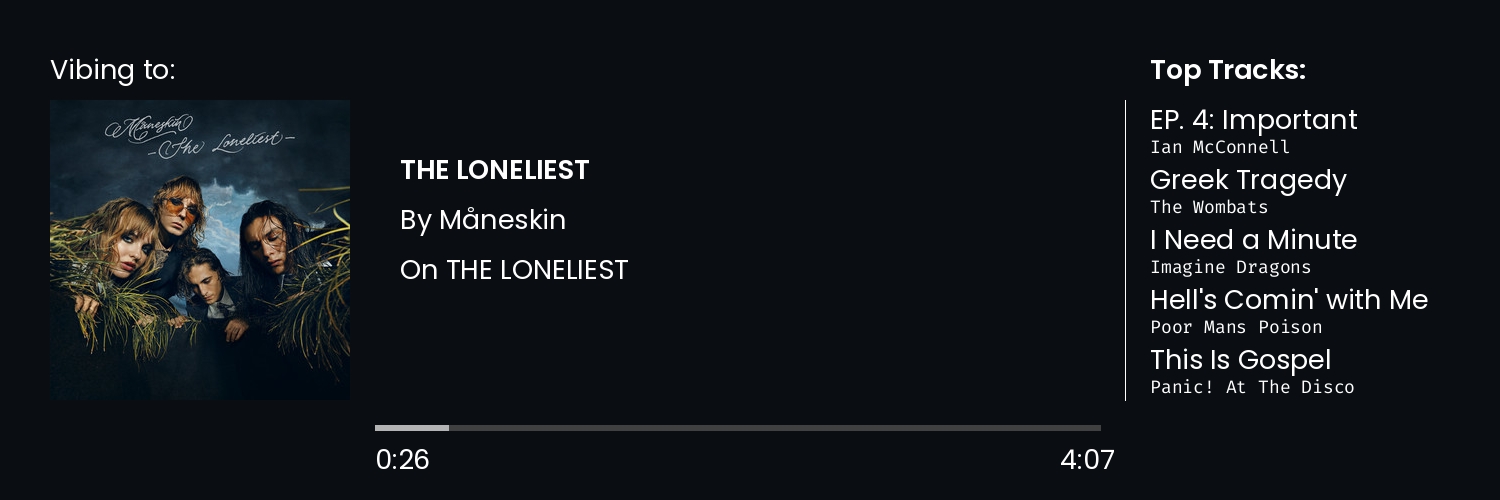 Vibing to:
Måneskin
-The Loneliest-
THE LONELIEST
By Måneskin
On THE LONELIEST
0:26
4:07
Top Tracks:
EP. 4: Important
Ian McConnell
Greek Tragedy
The Wombats
I Need a Minute
Imagine Dragons
Hell's Comin' with Me
Poor Mans Poison
This Is Gospel
Panic! At The Disco